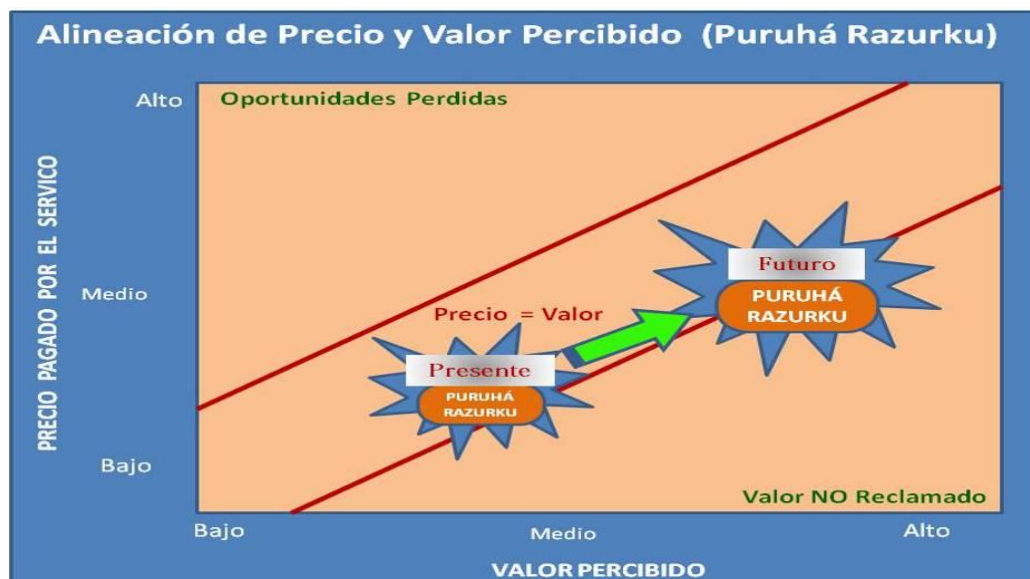 Alineación de Precio y Valor Percibido (Puruhá Razurku)
Alto
Oportunidades Perdidas
PRECIO PAGADO POR EL SERVICO
Medio
Futuro
PURUHÁ
RAZURKU
Precio = Valor
Presente
PURUHÁ
RAZURKU
Bajo
Valor NO Reclamado
Bajo
Medio
Alto
VALOR PERCIBIDO